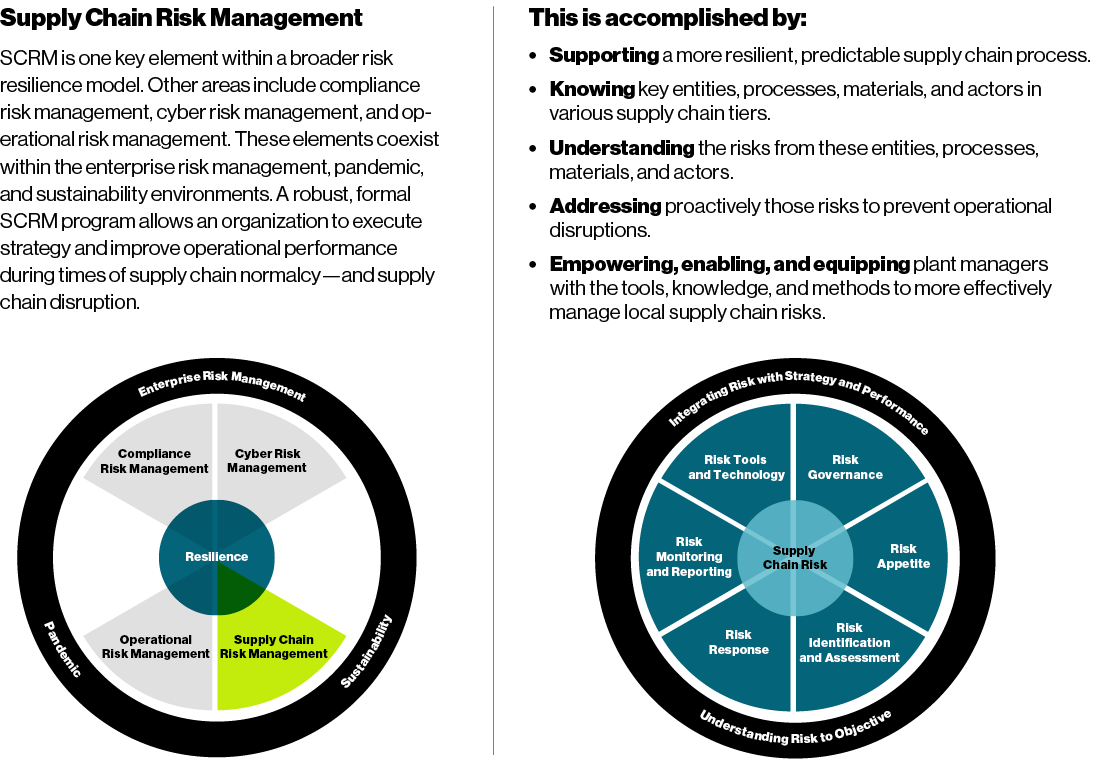 Supply Chain Risk Management
SCRM is one key element within a broader risk
resilience model. Other areas include compliance
risk management, cyber risk management, and op-
erational risk management. These elements coexist
within the enterprise risk management, pandemic,
and sustainability environments. A robust, formal
SCRM program allows an organization to execute
strategy and improve operational performance
during times of supply chain normalcy—and supply
chain disruption.
Enterprise Risk Management
Compliance
Risk Management
Cyber Risk
Management
Resilience
Operational
Risk Management
Supply Chain
Risk Management
Pandemic
Sustainability
This is accomplished by:
• Supporting a more resilient, predictable supply chain process.
• Knowing key entities, processes, materials, and actors in
various supply chain tiers.
• Understanding the risks from these entities, processes,
materials, and actors.
• Addressing proactively those risks to prevent operational
disruptions.
• Empowering, enabling, and equipping plant managers
with the tools, knowledge, and methods to more effectively
manage local supply chain risks.
Integrating Risk with Strategy and Performance
Risk Tools
and Technology
Risk
Governance
Risk
Monitoring
and Reporting
Supply
Chain Risk
Risk
Appetite
Risk
Response
Risk
Identification
and Assessment
Understanding Risk to Objective